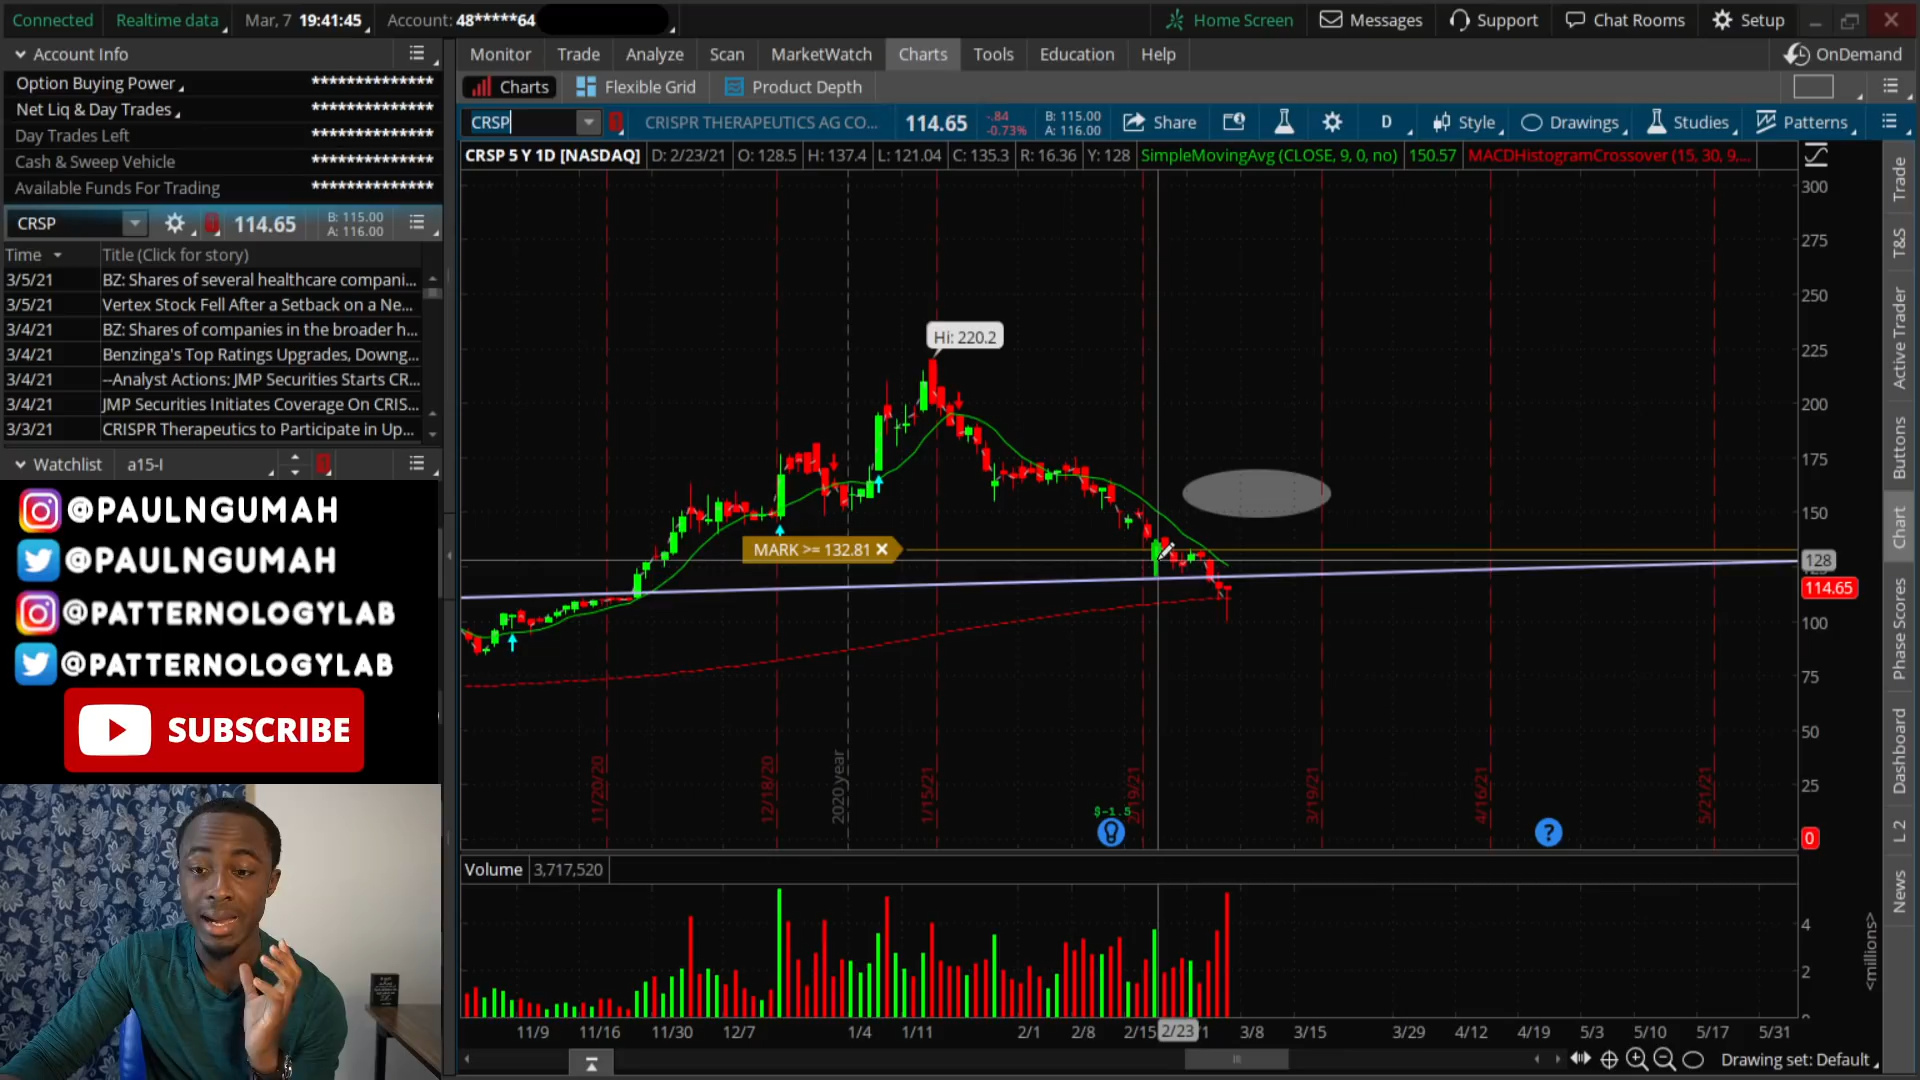 Connected Realtime data Mar, 7 19:41:45 Account: 48*****64 Home Screen Messages Support Chat Rooms Setup
Account Info
Option Buying Power **************
Net Liq & Day Trades **************
Day Trades Left **************
Cash & Sweep Vehicle **************
Available Funds For Trading **************
Monitor Trade Analyze Scan MarketWatch Charts Tools Education Help OnDemand
Charts Flexible Grid Product Depth
CRSP CRISPR THERAPEUTICS AG CO... 114.65 -.84 -0.73% B: 115.00 A: 116.00 Share D Style Drawings Studies Patterns
CRSP 5 Y 1D [NASDAQ] D: 2/23/21 O: 128.5 H: 137.4 L: 121.04 C: 135.3 R: 16.36 Y: 128 SimpleMovingAvg (CLOSE, 9, 0, no) 150.57 MACDHistogramCrossover (15, 30, 9,...
CRSP 114.65 B: 115.00 A: 116.00
Time Title (Click for story)
3/5/21 BZ: Shares of several healthcare compani...
3/5/21 Vertex Stock Fell After a Setback on a Ne...
3/4/21 BZ: Shares of companies in the broader h...
3/4/21 Benzinga's Top Ratings Upgrades, Downg...
3/4/21 --Analyst Actions: JMP Securities Starts CR...
3/4/21 JMP Securities Initiates Coverage On CRIS...
3/3/21 CRISPR Therapeutics to Participate in Up...
Watchlist a15-I
@PAULNGUMAH
@PAULNGUMAH
@PATTERNOLOGYLAB
@PATTERNOLOGYLAB
SUBSCRIBE
Hi: 220.2
MARK >= 132.81
300
275
250
225
200
175
150
128
114.65
100
75
50
25
0
11/20/20 12/18/20 2020 year 1/15/21 2/19/21 3/19/21 4/16/21 5/21/21
$-1.5
?
Volume 3,717,520
4
2
0
<millions>
11/9 11/16 11/30 12/7 1/4 1/11 2/1 2/8 2/15 2/23 /1 3/8 3/15 3/29 4/12 4/19 5/3 5/10 5/17 5/31
Drawing set: Default
Trade
T&S
Active Trader
Buttons
Chart
Phase Scores
Dashboard
L 2
News